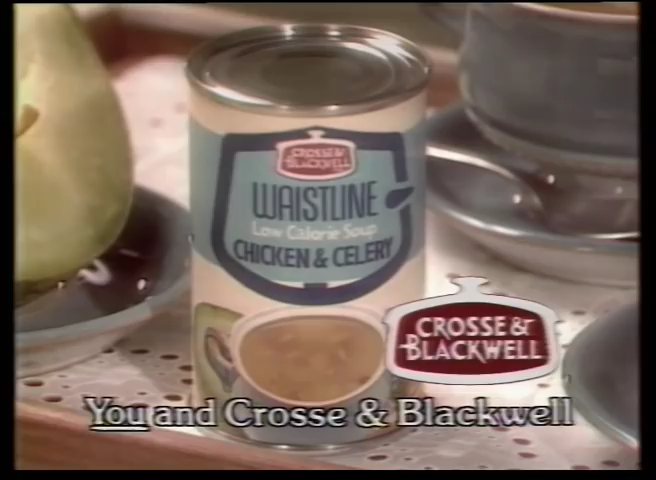 CROSSE &
BLACKWELL
WAISTLINE
Low Calorie Soup
CHICKEN & CELERY
CROSSE &
BLACKWELL
You and Crosse & Blackwell